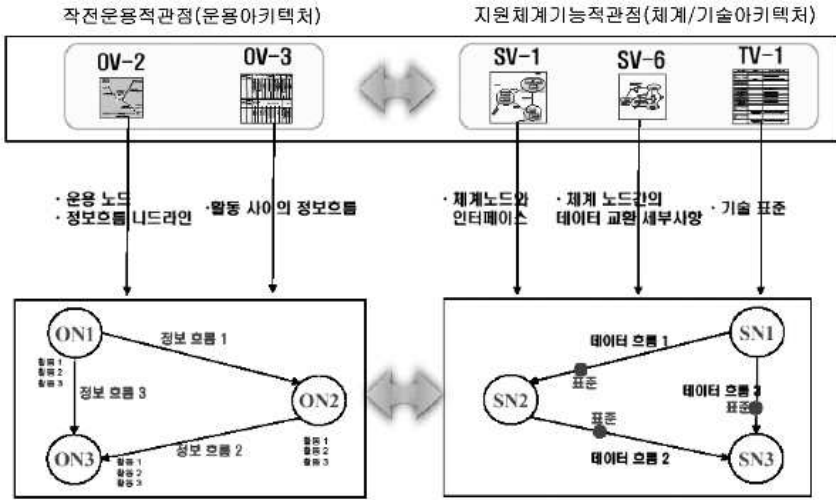 작전운용적관점(운용아키텍처)
지원체계기능적관점(체계/기술아키텍처)
OV-2
OV-3
SV-1
SV-6
TV-1
· 운용 노드
· 정보흐름 니드라인
·활동 사이의 정보흐름
· 체계노드와
인터페이스
· 체계 노드간의
데이터 교환 세부사항
· 기술 표준
ON1
정보 흐름 1
활동 1
활동 2
활동 3
정보 흐름 3
ON2
활동 1
활동 2
활동 3
정보 흐름 2
ON3
활동 1
활동 2
활동 3
SN1
데이터 흐름 1
표준
SN2
데이터 흐름 3
표준
표준
데이터 흐름 2
SN3